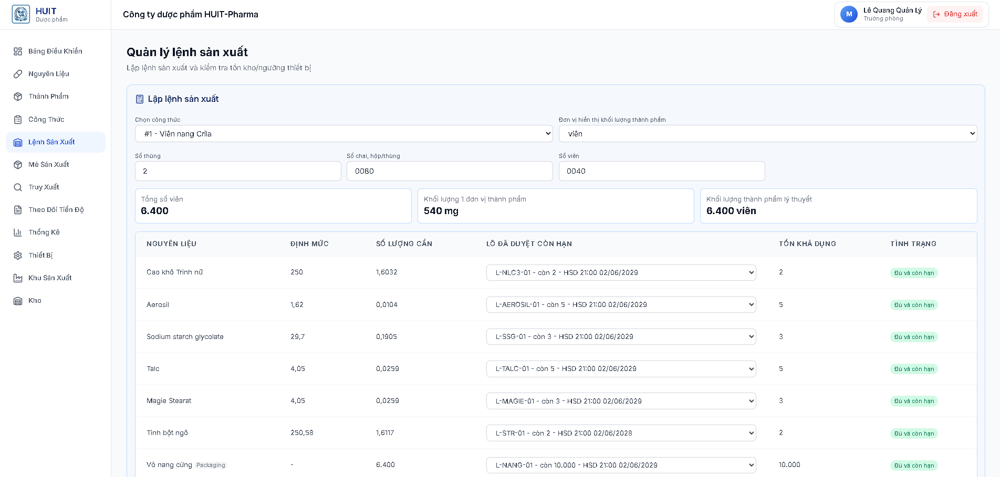 HUIT
Dược phẩm
Công ty dược phẩm HUIT-Pharma
M
Lê Quang Quản Lý
Trưởng phòng
Đăng xuất
Bảng Điều Khiển
Nguyên Liệu
Thành Phẩm
Công Thức
Lệnh Sản Xuất
Mẻ Sản Xuất
Truy Xuất
Theo Dõi Tiến Độ
Thống Kê
Thiết Bị
Khu Sản Xuất
Kho
Quản lý lệnh sản xuất
Lập lệnh sản xuất và kiểm tra tồn kho/ngưỡng thiết bị
Lập lệnh sản xuất
Chọn công thức
Đơn vị hiển thị khối lượng thành phẩm
#1 - Viên nang Crila
viên
Số thùng
Số chai, hộp/thùng
Số viên
2
0080
0040
Tổng số viên
6.400
Khối lượng 1 đơn vị thành phẩm
540 mg
Khối lượng thành phẩm lý thuyết
6.400 viên
NGUYÊN LIỆU ĐỊNH MỨC SỐ LƯỢNG CẦN LÔ ĐÃ DUYỆT CÒN HẠN TỒN KHẢ DỤNG TÌNH TRẠNG
Cao khô Trinh nữ 250 1,6032 L-NLC3-01 - còn 2 - HSD 21:00 02/06/2029 2 Đủ và còn hạn
Aerosil 1,62 0,0104 L-AEROSIL-01 - còn 5 - HSD 21:00 02/06/2029 5 Đủ và còn hạn
Sodium starch glycolate 29,7 0,1905 L-SSG-01 - còn 3 - HSD 21:00 02/06/2029 3 Đủ và còn hạn
Talc 4,05 0,0259 L-TALC-01 - còn 5 - HSD 21:00 02/06/2029 5 Đủ và còn hạn
Magie Stearat 4,05 0,0259 L-MAGIE-01 - còn 3 - HSD 21:00 02/06/2029 3 Đủ và còn hạn
Tinh bột ngô 250,58 1,6117 L-STR-01 - còn 2 - HSD 21:00 02/06/2028 2 Đủ và còn hạn
Vỏ nang cứng Packaging - 6.400 L-NANG-01 - còn 10.000 - HSD 21:00 02/06/2029 10.000 Đủ và còn hạn